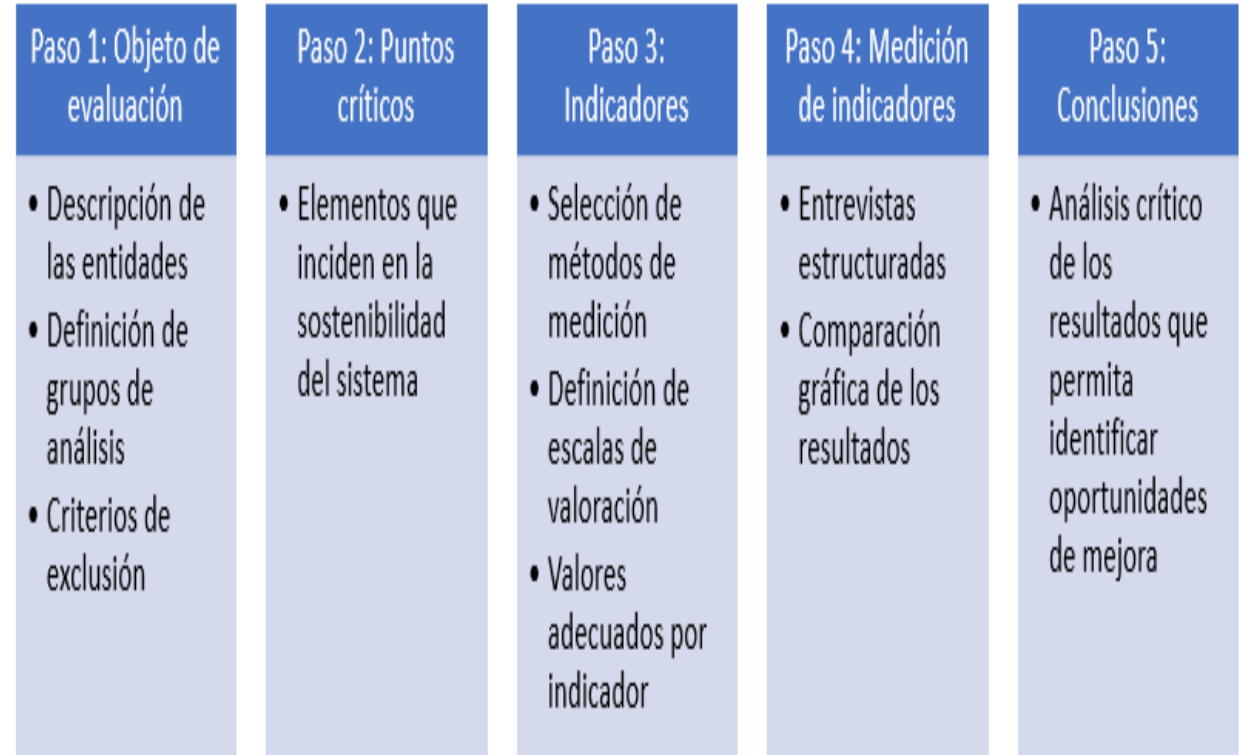 Paso 1: Objeto de
evaluación
• Descripción de
las entidades
• Definición de
grupos de
análisis
• Criterios de
exclusión
Paso 2: Puntos
críticos
• Elementos que
inciden en la
sostenibilidad
del sistema
Paso 3:
Indicadores
• Selección de
métodos de
medición
• Definición de
escalas de
valoración
• Valores
adecuados por
indicador
Paso 4: Medición
de indicadores
• Entrevistas
estructuradas
• Comparación
gráfica de los
resultados
Paso 5:
Conclusiones
• Análisis crítico
de los
resultados que
permita
identificar
oportunidades
de mejora